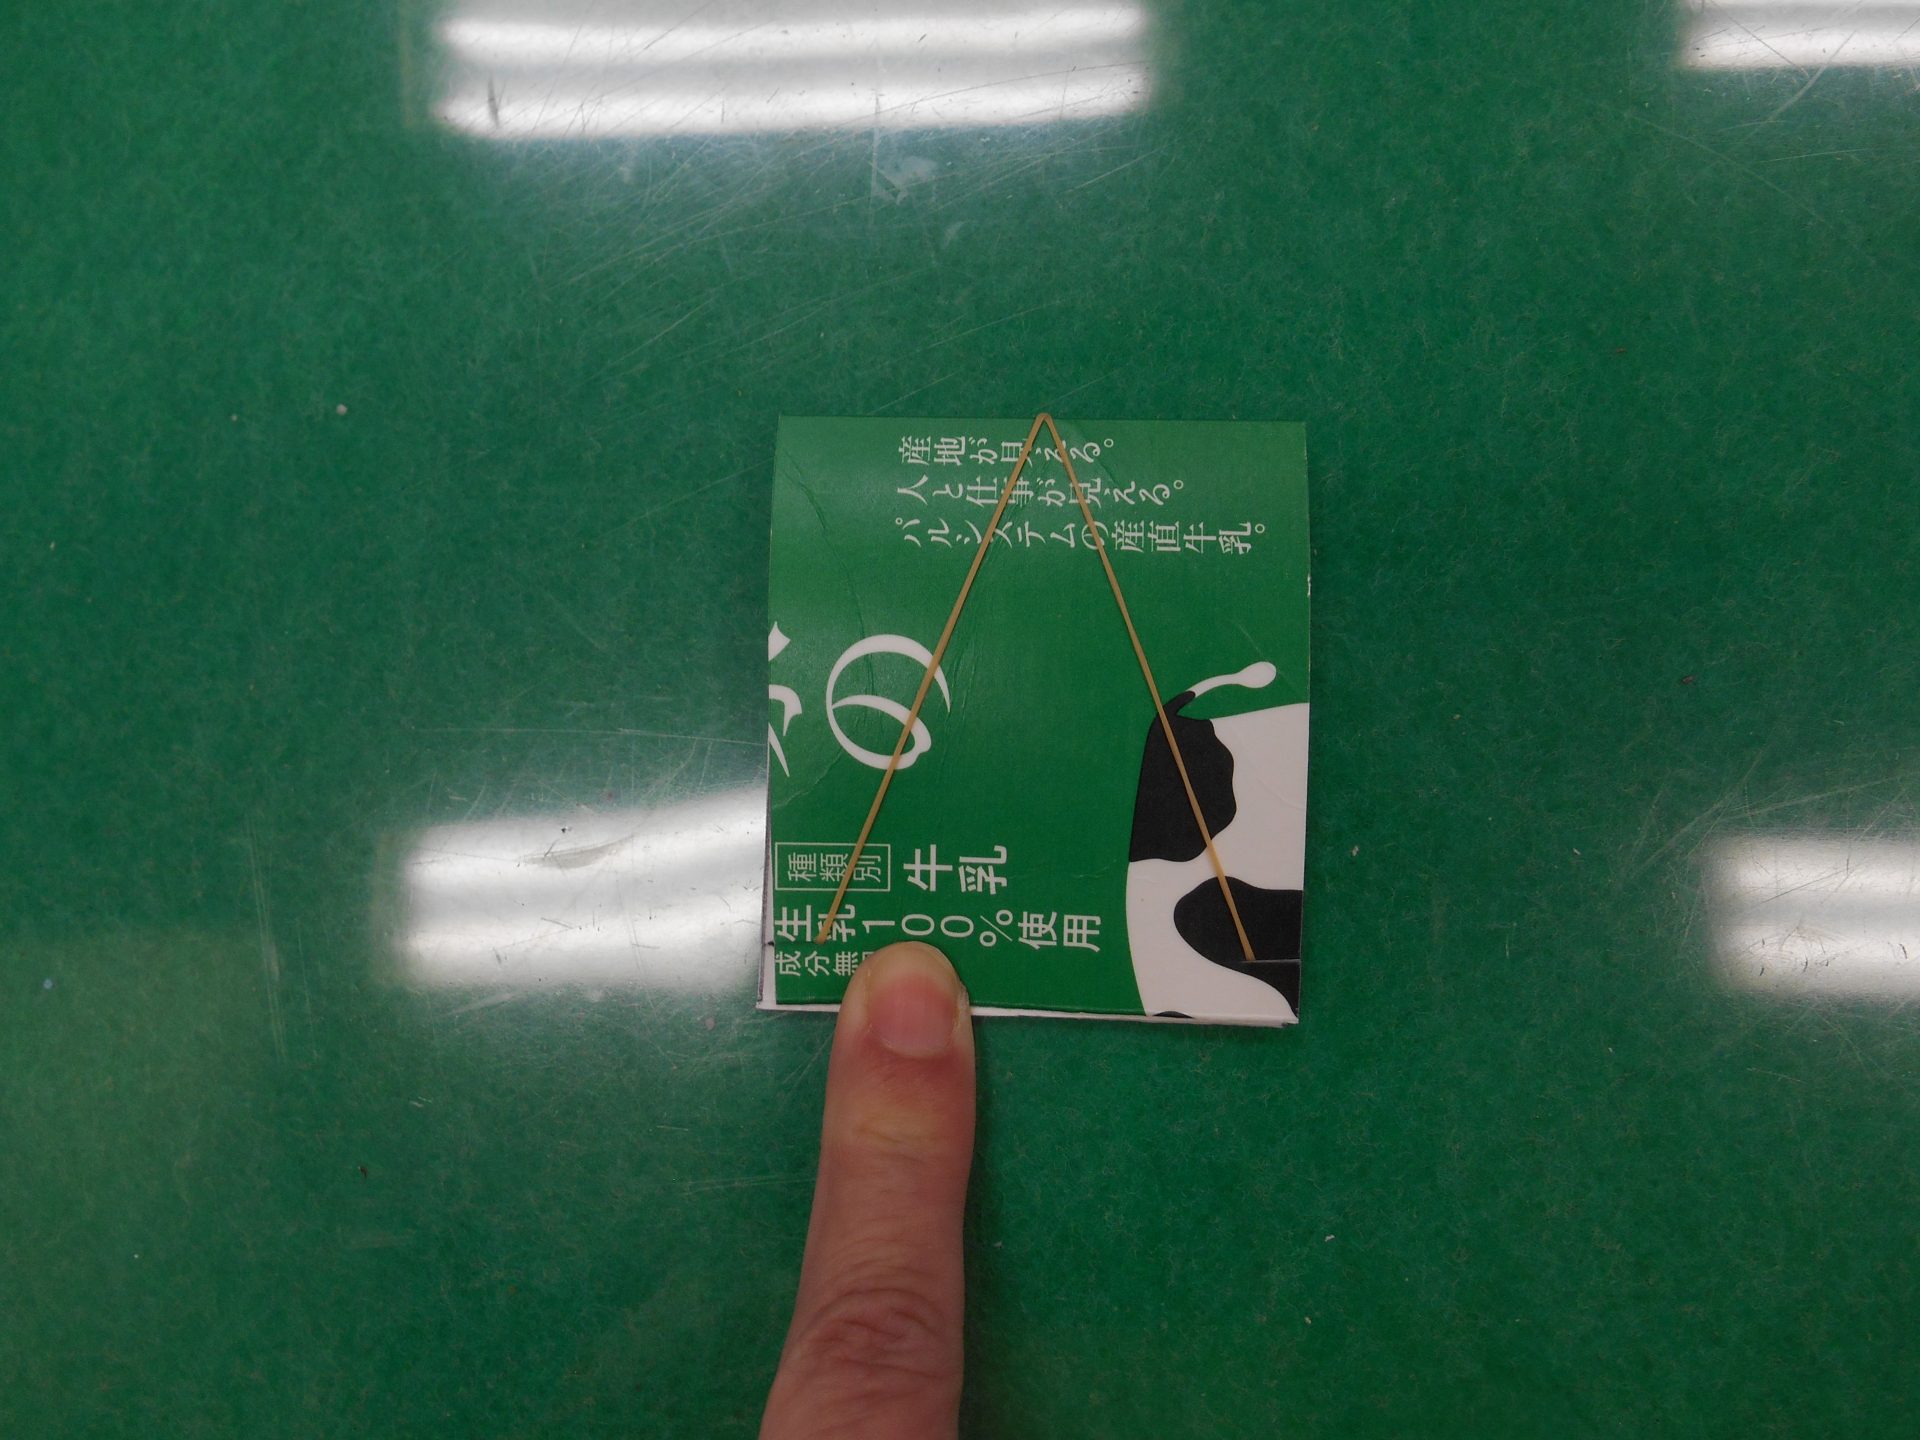 産地が見える。
人と仕事が見える。
パルシステムの産直牛乳。
の
種類別 牛乳
生乳100%使用
成分無